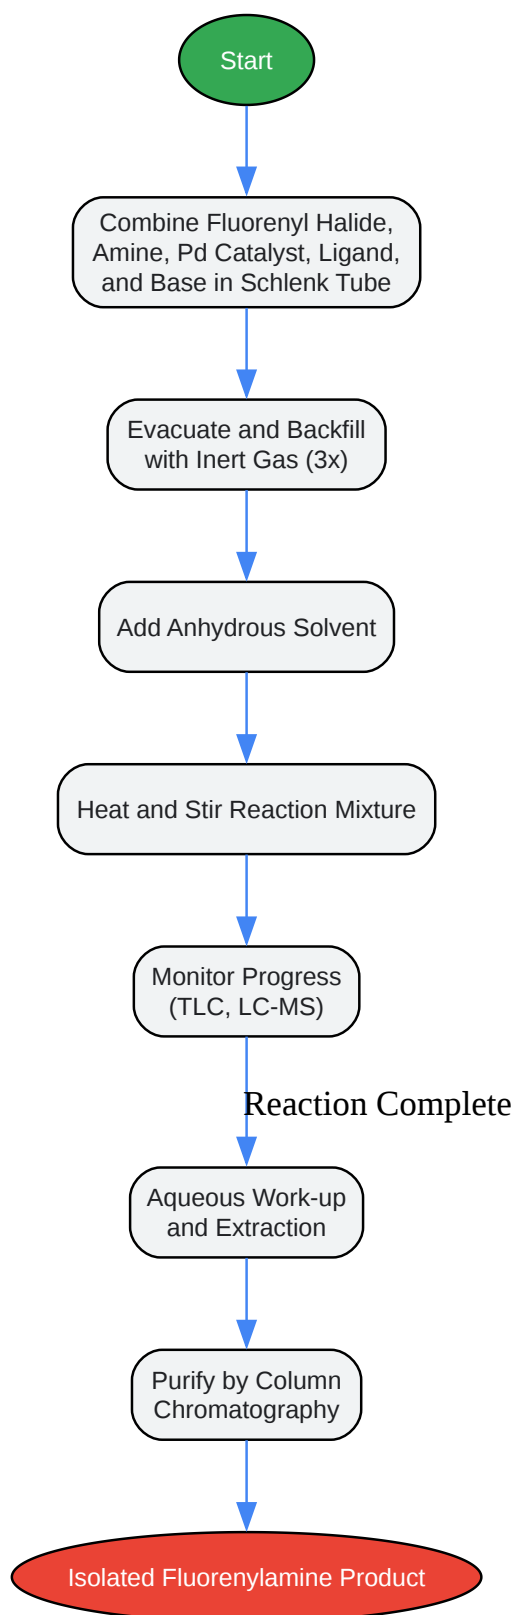 Start
Combine Fluorenyl Halide,
Amine, Pd Catalyst, Ligand,
and Base in Schlenk Tube
Evacuate and Backfill
with Inert Gas (3x)
Add Anhydrous Solvent
Heat and Stir Reaction Mixture
Monitor Progress
(TLC, LC-MS)
Reaction Complete
Aqueous Work-up
and Extraction
Purify by Column
Chromatography
Isolated Fluorenylamine Product